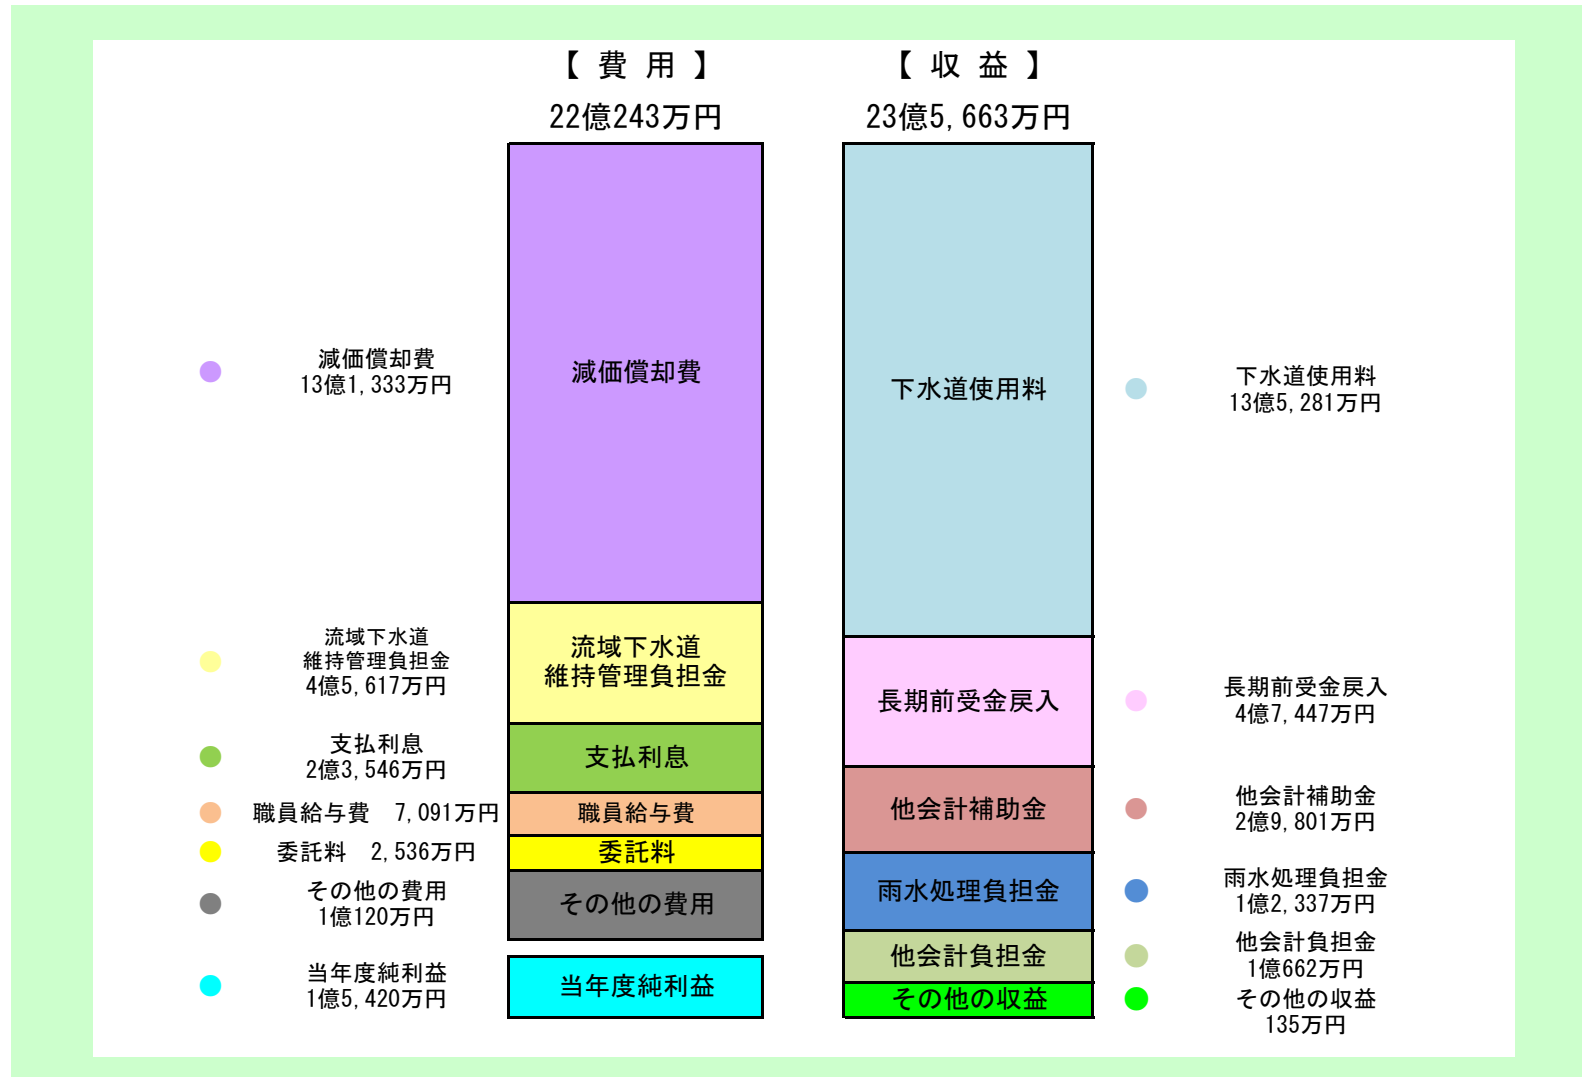 【 費 用 】
22億243万円
【 収 益 】
23億5,663万円
減価償却費
13億1,333万円
流域下水道
維持管理負担金
4億5,617万円
支払利息
2億3,546万円
職員給与費　7,091万円
委託料　2,536万円
その他の費用
1億120万円
当年度純利益
1億5,420万円
減価償却費
流域下水道
維持管理負担金
支払利息
職員給与費
委託料
その他の費用
当年度純利益
下水道使用料
長期前受金戻入
他会計補助金
雨水処理負担金
他会計負担金
その他の収益
下水道使用料
13億5,281万円
長期前受金戻入
4億7,447万円
他会計補助金
2億9,801万円
雨水処理負担金
1億2,337万円
他会計負担金
1億662万円
その他の収益
135万円